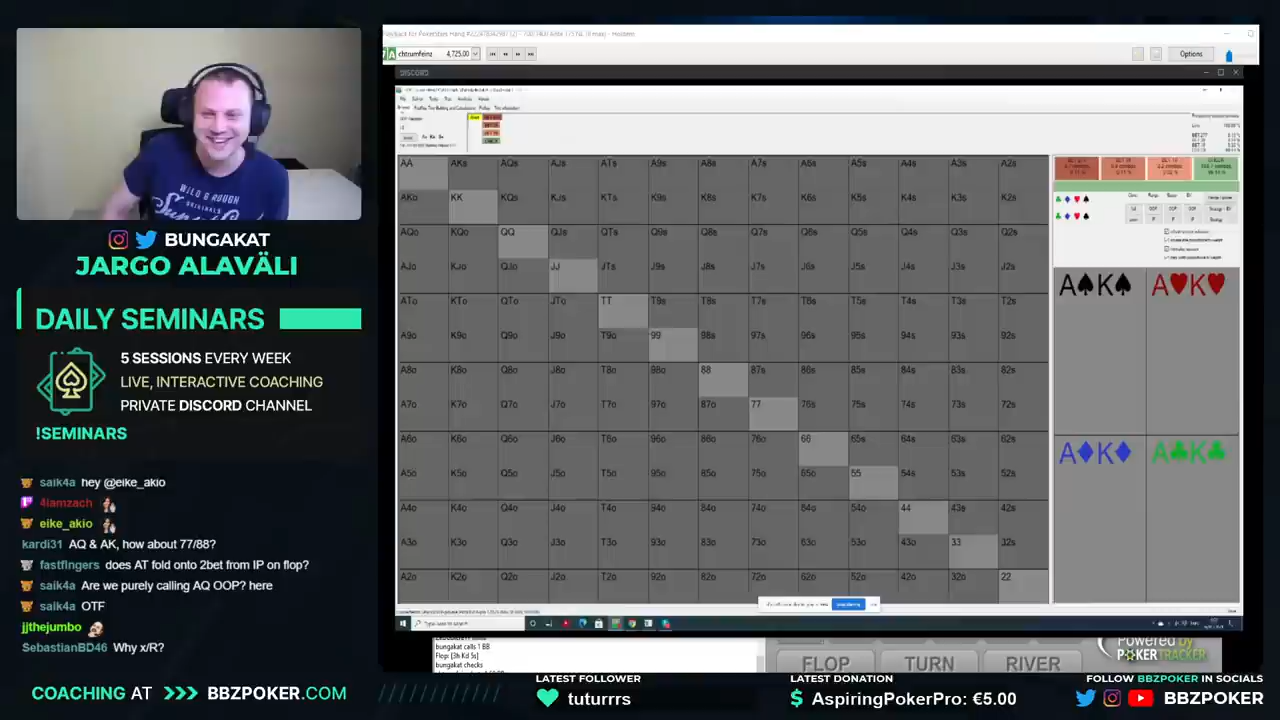 BUNGAKAT
JARGO ALAVÄLI
DAILY SEMINARS
5 SESSIONS EVERY WEEK
LIVE, INTERACTIVE COACHING
PRIVATE DISCORD CHANNEL
!SEMINARS
saik4a hey @eike_akio
4iamzach
eike_akio
kardi31 AQ & AK, how about 77/88?
fastfIngers does AT fold onto 2bet from IP on flop?
saik4a Are we purely calling AQ OOP? here
saik4a OTF
jjthejumbo
SebastianBD46 Why x/R?
chtrumfeinz 4,725.00
Options
DISCORD
AA AKs AQs AJs ATs A9s A8s A7s A6s A5s A4s A3s A2s
AKo KK KQs KJs KTs K9s K8s K7s K6s K5s K4s K3s K2s
AQo KQo QQ QJs QTs Q9s Q8s Q7s Q6s Q5s Q4s Q3s Q2s
AJo KJo QJo JJ JTs J9s J8s J7s J6s J5s J4s J3s J2s
ATo KTo QTo JTo TT T9s T8s T7s T6s T5s T4s T3s T2s
A9o K9o Q9o J9o T9o 99 98s 97s 96s 95s 94s 93s 92s
A8o K8o Q8o J8o T8o 98o 88 87s 86s 85s 84s 83s 82s
A7o K7o Q7o J7o T7o 97o 87o 77 76s 75s 74s 73s 72s
A6o K6o Q6o J6o T6o 96o 86o 76o 66 65s 64s 63s 62s
A5o K5o Q5o J5o T5o 95o 85o 75o 65o 55 54s 53s 52s
A4o K4o Q4o J4o T4o 94o 84o 74o 64o 54o 44 43s 42s
A3o K3o Q3o J3o T3o 93o 83o 73o 63o 53o 43o 33 32s
A2o K2o Q2o J2o T2o 92o 82o 72o 62o 52o 42o 32o 22
A♠K♠ A♥K♥
A♦K♦ A♣K♣
bungakat calls 1 BB
Flop: [3h Kd 5s]
bungakat checks
FLOP TURN RIVER
Powered by
POKERTRACKER
COACHING AT >>> BBZPOKER.COM
LATEST FOLLOWER
tuturrrs
LATEST DONATION
$ AspiringPokerPro: €5.00
FOLLOW BBZPOKER IN SOCIALS
BBZPOKER